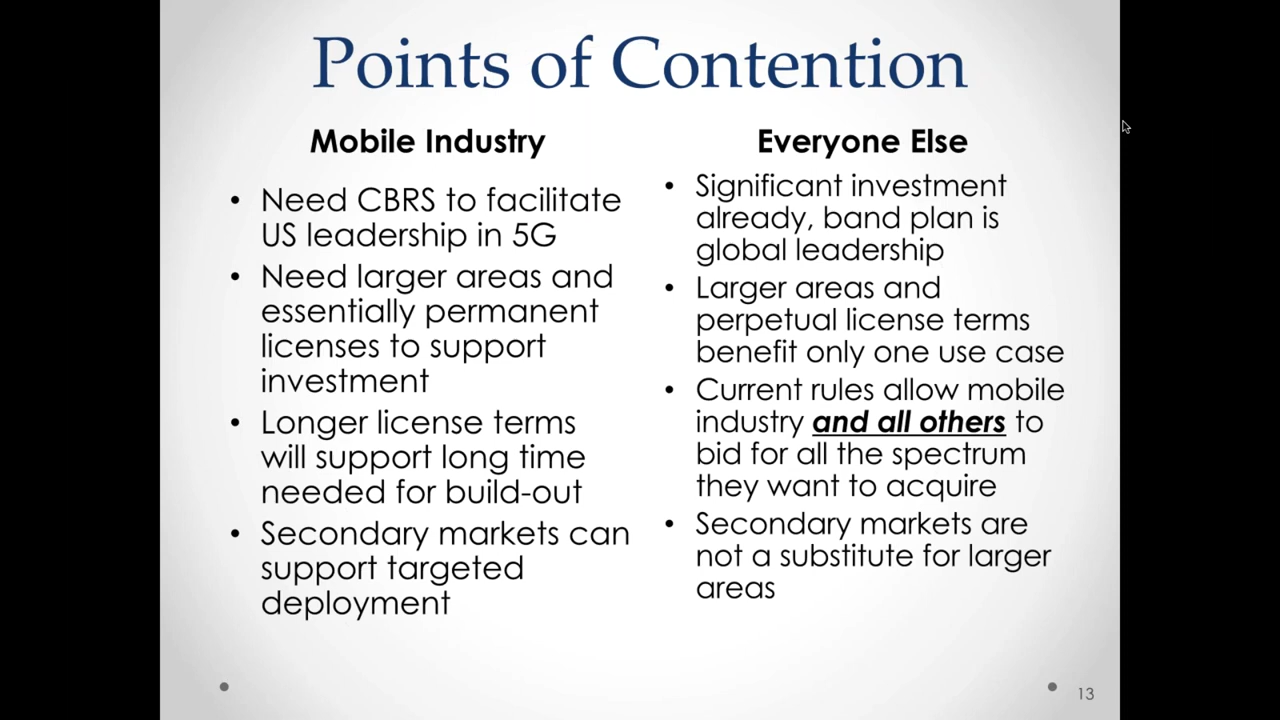 Points of Contention
Mobile Industry
• Need CBRS to facilitate
US leadership in 5G
• Need larger areas and
essentially permanent
licenses to support
investment
• Longer license terms
will support long time
needed for build-out
• Secondary markets can
support targeted
deployment
Everyone Else
• Significant investment
already, band plan is
global leadership
• Larger areas and
perpetual license terms
benefit only one use case
• Current rules allow mobile
industry and all others to
bid for all the spectrum
they want to acquire
• Secondary markets are
not a substitute for larger
areas
13